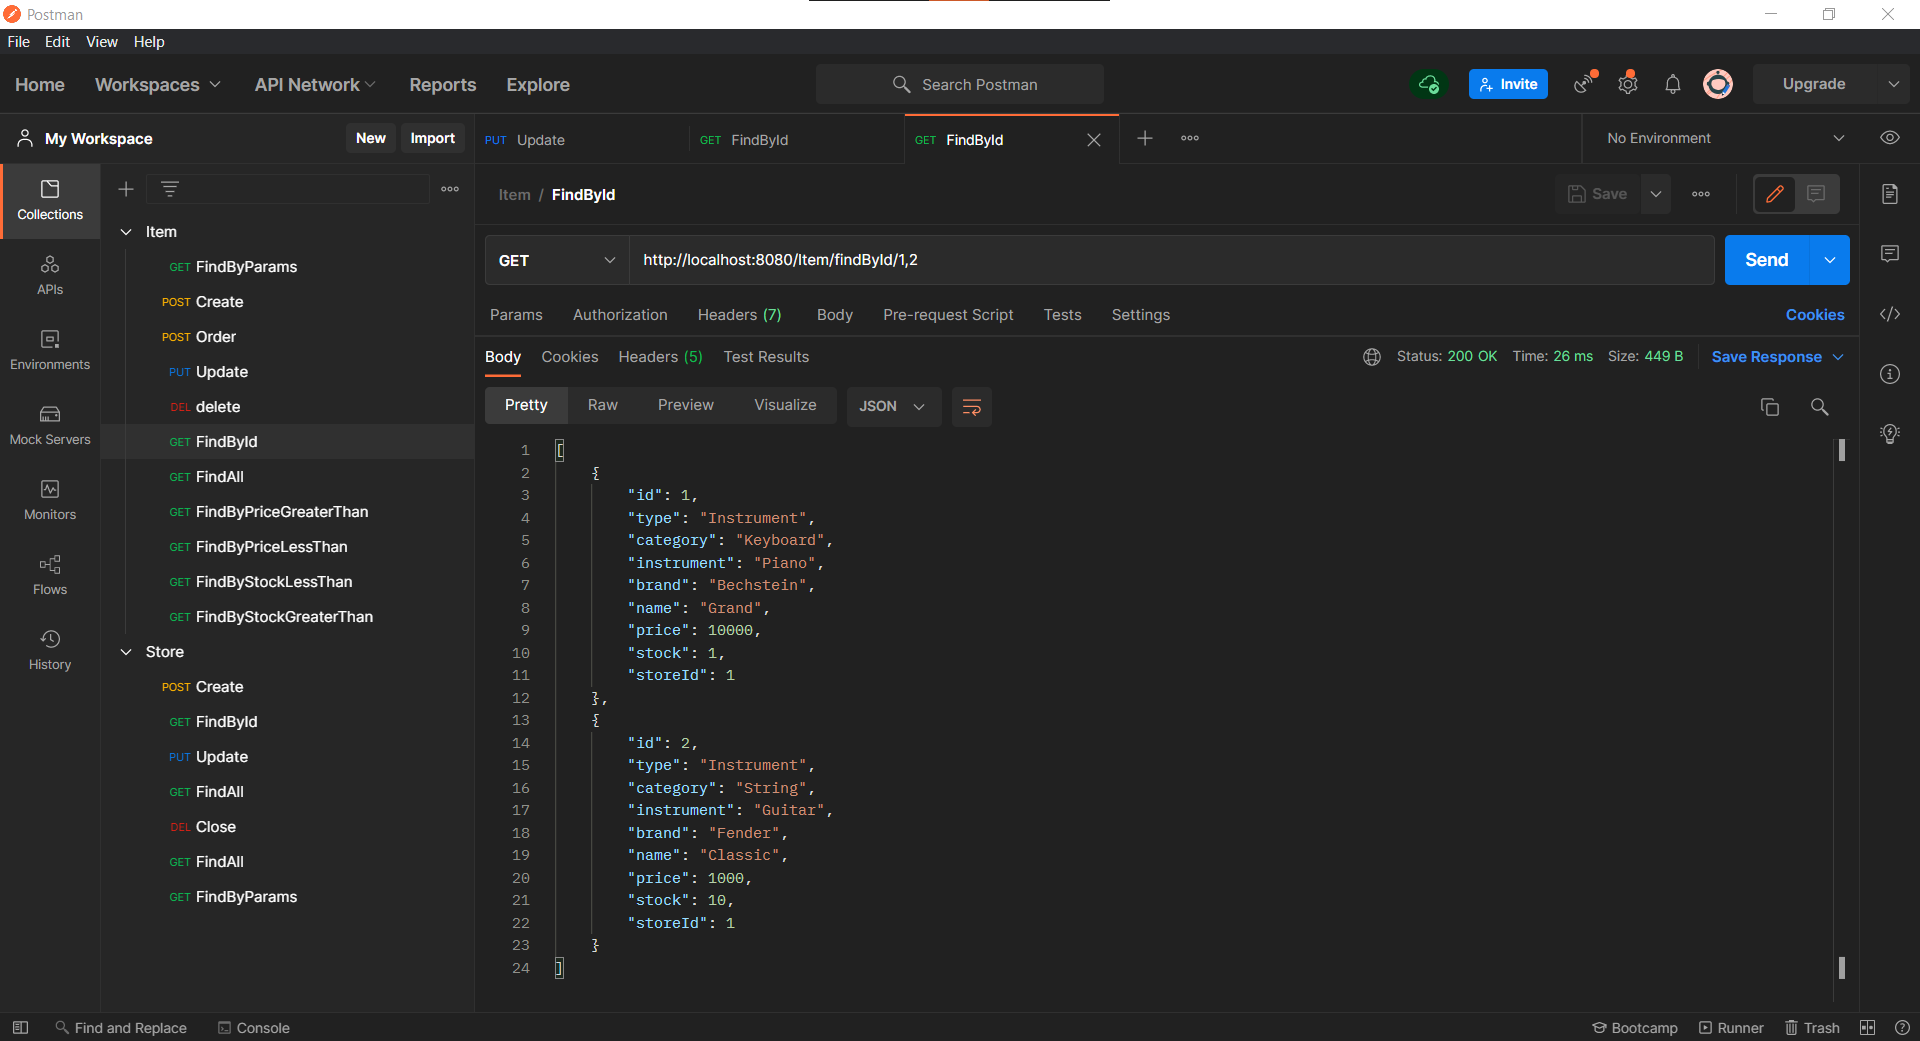 Postman
File Edit View Help
Home Workspaces API Network Reports Explore Search Postman Invite Upgrade
My Workspace New Import PUT Update GET FindById GET FindById No Environment
Collections
APIs
Environments
Mock Servers
Monitors
Flows
History
Item
GET FindByParams
POST Create
POST Order
PUT Update
DEL delete
GET FindById
GET FindAll
GET FindByPriceGreaterThan
GET FindByPriceLessThan
GET FindByStockLessThan
GET FindByStockGreaterThan
Store
POST Create
GET FindById
PUT Update
GET FindAll
DEL Close
GET FindAll
GET FindByParams
Item / FindById Save
GET http://localhost:8080/Item/findById/1,2 Send
Params Authorization Headers (7) Body Pre-request Script Tests Settings Cookies
Body Cookies Headers (5) Test Results Status: 200 OK Time: 26 ms Size: 449 B Save Response
Pretty Raw Preview Visualize JSON
1 [
2 {
3 "id": 1,
4 "type": "Instrument",
5 "category": "Keyboard",
6 "instrument": "Piano",
7 "brand": "Bechstein",
8 "name": "Grand",
9 "price": 10000,
10 "stock": 1,
11 "storeId": 1
12 },
13 {
14 "id": 2,
15 "type": "Instrument",
16 "category": "String",
17 "instrument": "Guitar",
18 "brand": "Fender",
19 "name": "Classic",
20 "price": 1000,
21 "stock": 10,
22 "storeId": 1
23 }
24 ]
Find and Replace Console Bootcamp Runner Trash